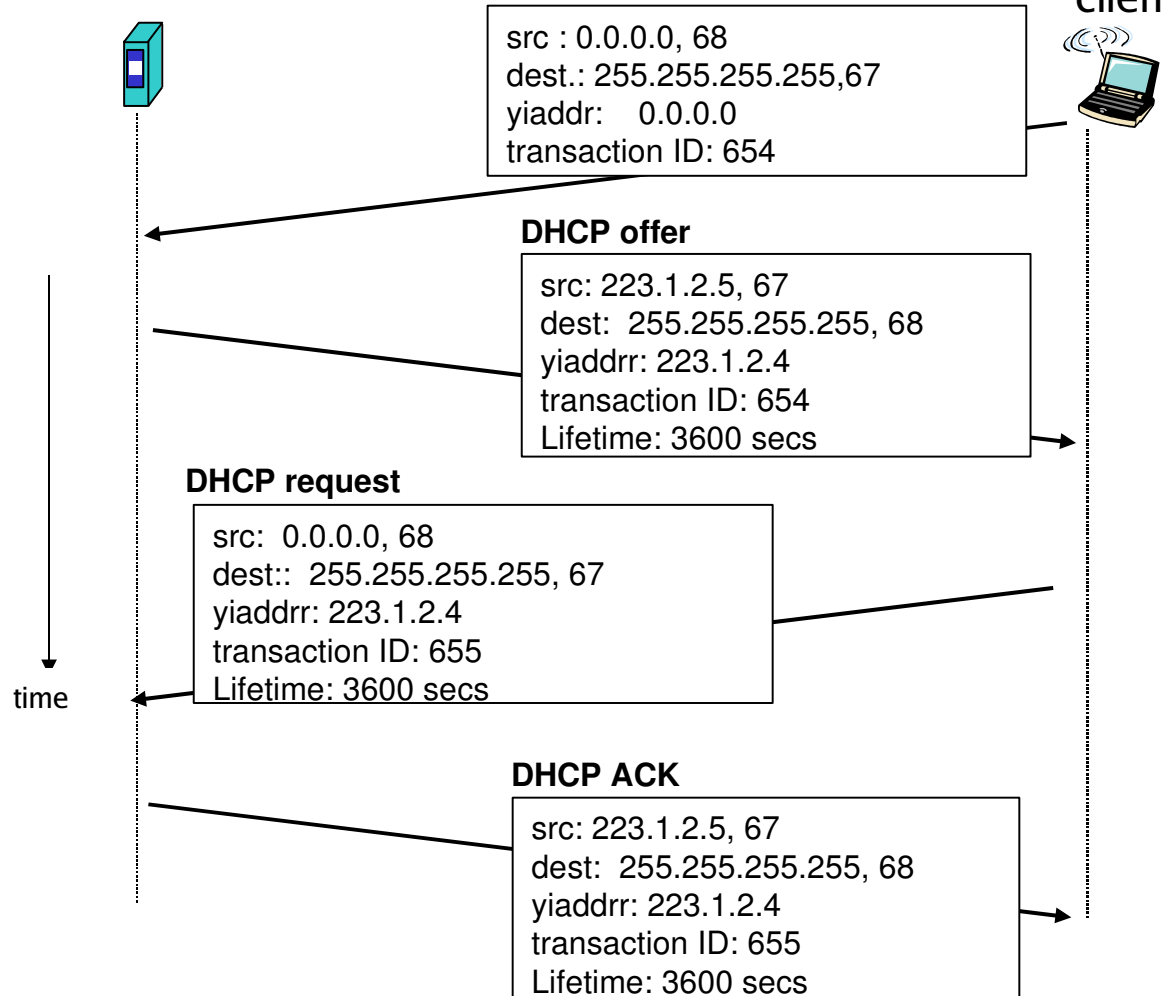 src : 0.0.0.0, 68
dest.: 255.255.255.255,67
yiaddr: 0.0.0.0
transaction ID: 654
DHCP offer
src: 223.1.2.5, 67
dest: 255.255.255.255, 68
yiaddrr: 223.1.2.4
transaction ID: 654
Lifetime: 3600 secs
DHCP request
src: 0.0.0.0, 68
dest:: 255.255.255.255, 67
yiaddrr: 223.1.2.4
transaction ID: 655
Lifetime: 3600 secs
time
DHCP ACK
src: 223.1.2.5, 67
dest: 255.255.255.255, 68
yiaddrr: 223.1.2.4
transaction ID: 655
Lifetime: 3600 secs